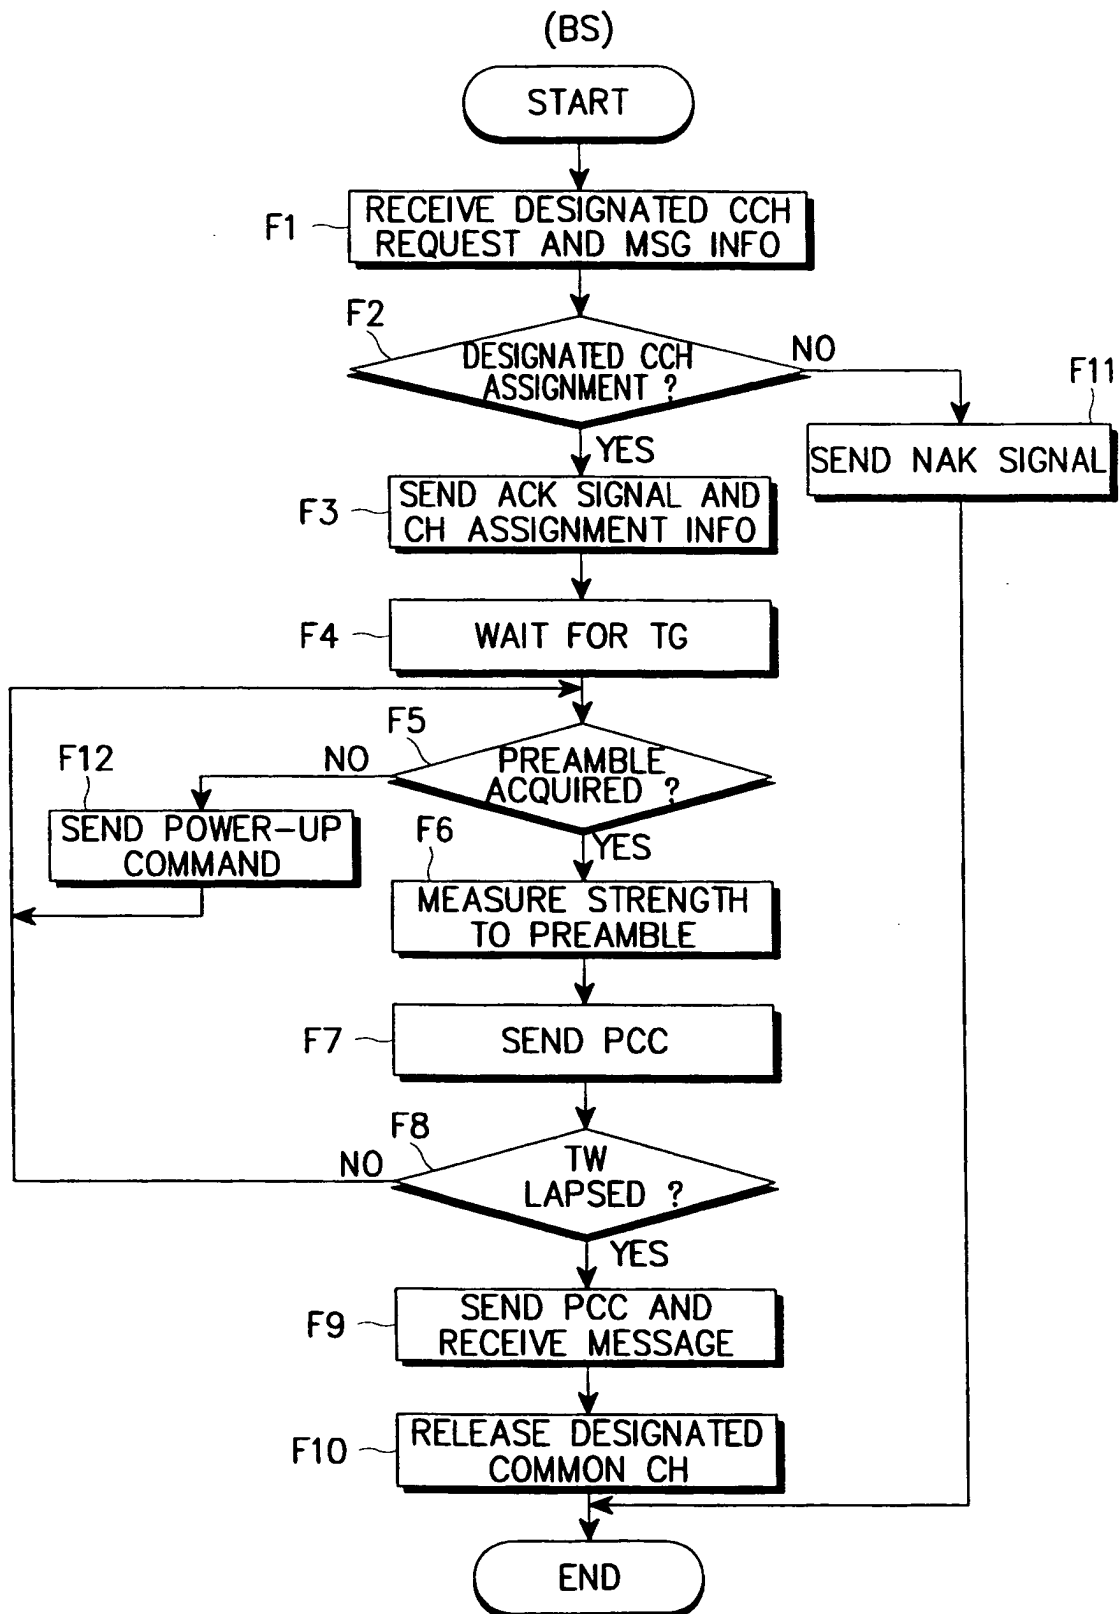 (BS)
START
F1
RECEIVE DESIGNATED CCH
REQUEST AND MSG INFO
F2
DESIGNATED CCH
ASSIGNMENT ?
NO
YES
F11
SEND NAK SIGNAL
F3
SEND ACK SIGNAL AND
CH ASSIGNMENT INFO
F4
WAIT FOR TG
F5
PREAMBLE
ACQUIRED ?
NO
YES
F12
SEND POWER-UP
COMMAND
F6
MEASURE STRENGTH
TO PREAMBLE
F7
SEND PCC
F8
TW
LAPSED ?
NO
YES
F9
SEND PCC AND
RECEIVE MESSAGE
F10
RELEASE DESIGNATED
COMMON CH
END